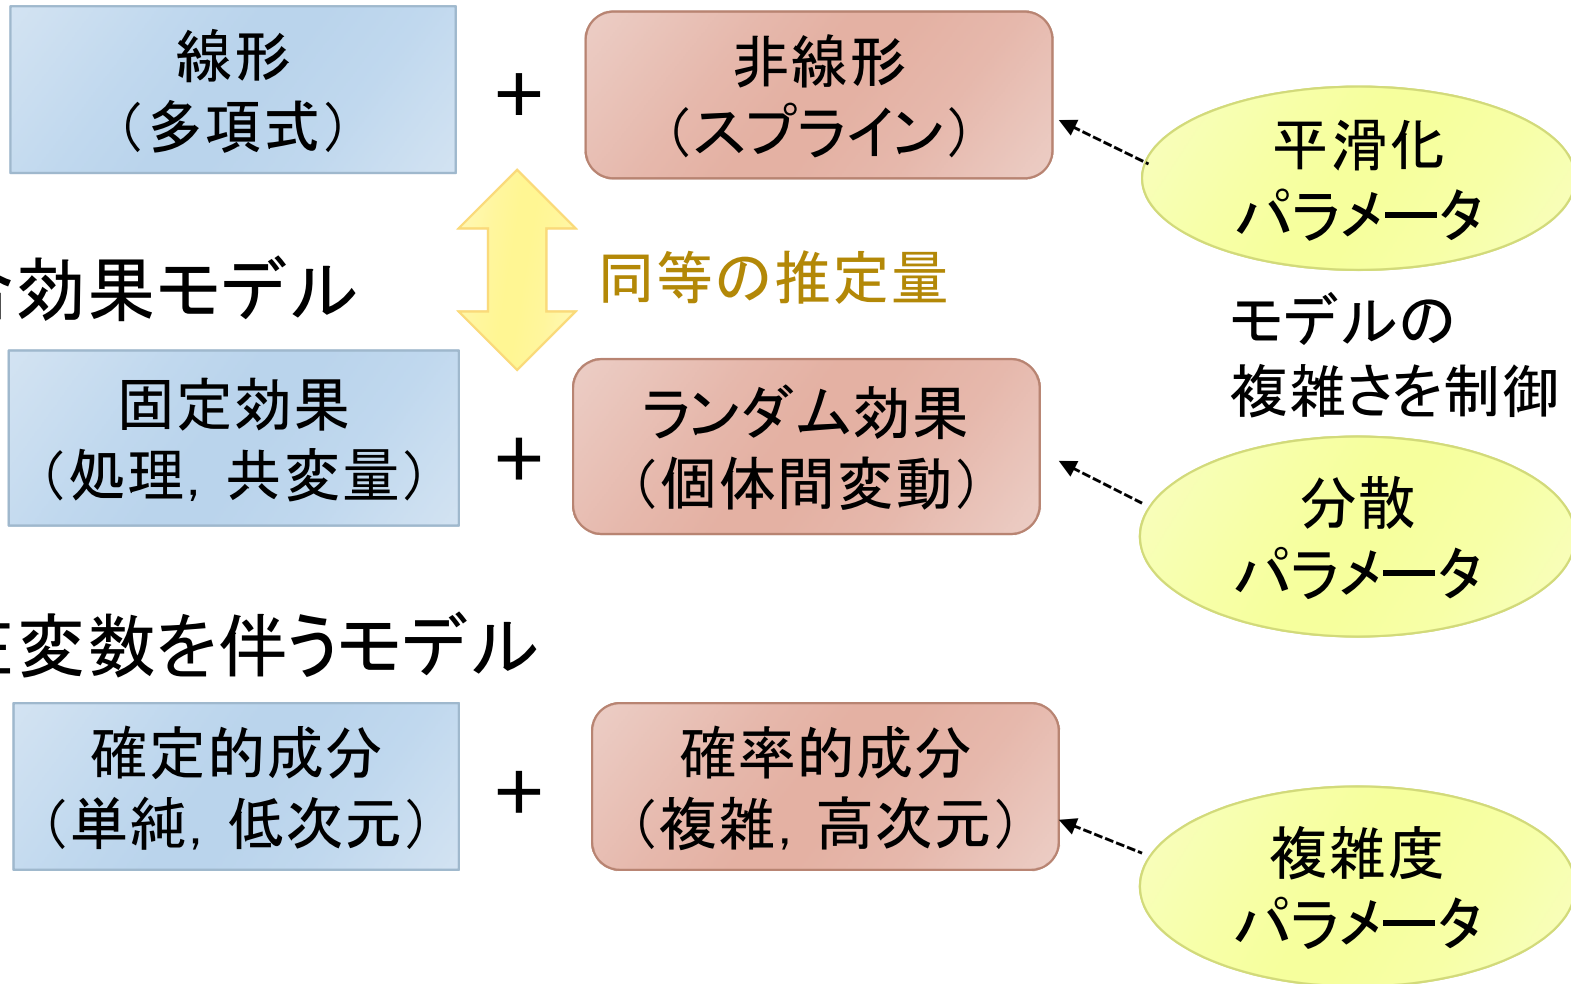 線形
（多項式）
+
非線形
（スプライン）
平滑化
パラメータ
効果モデル
同等の推定量
モデルの
複雑さを制御
固定効果
（処理，共変量）
+
ランダム効果
（個体間変動）
分散
パラメータ
変数を伴うモデル
確定的成分
（単純，低次元）
+
確率的成分
（複雑，高次元）
複雑度
パラメータ